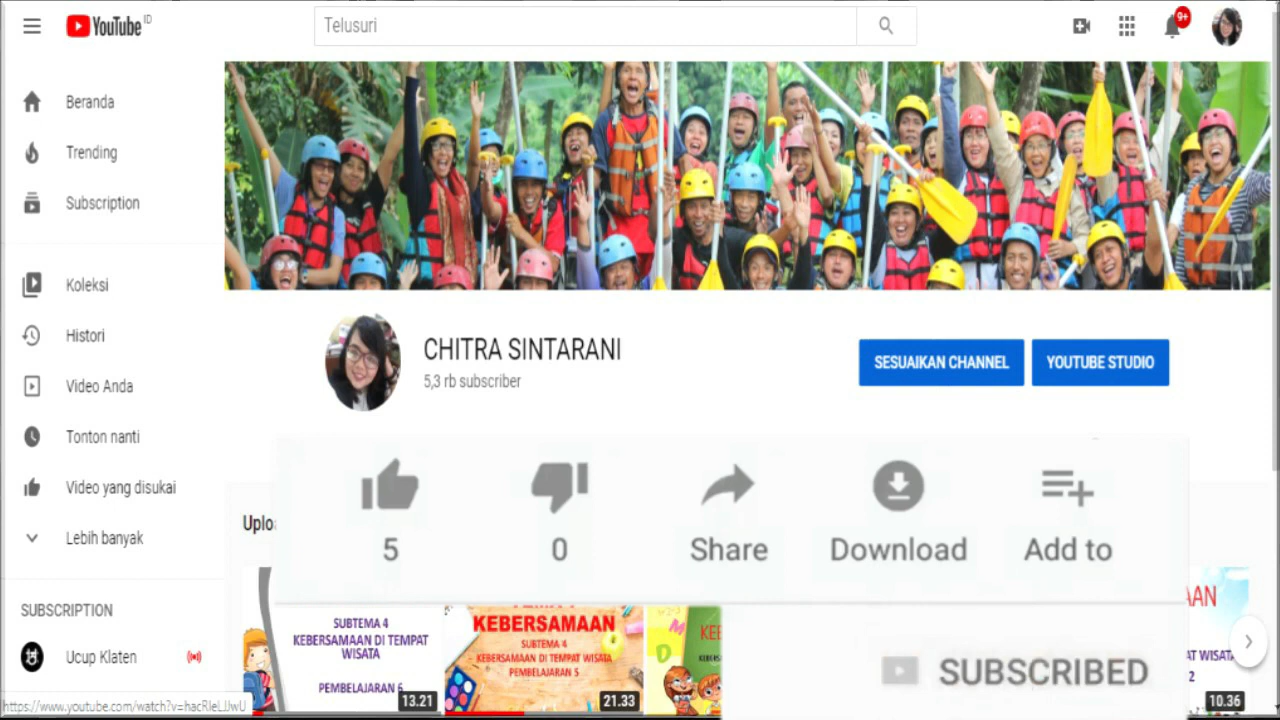 YouTube ID
Telusuri
9+
Beranda
Trending
Subscription
Koleksi
Histori
Video Anda
Tonton nanti
Video yang disukai
Lebih banyak
SUBSCRIPTION
Ucup Klaten
CHITRA SINTARANI
5,3 rb subscriber
SESUAIKAN CHANNEL
YOUTUBE STUDIO
5
0
Share
Download
Add to
SUBTEMA 4
KEBERSAMAAN DI TEMPAT
WISATA
PEMBELAJARAN 6
13.21
KEBERSAMAAN
SUBTEMA 4
KEBERSAMAAN DI TEMPAT WISATA
PEMBELAJARAN 5
21.33
SUBSCRIBED
2
10.36